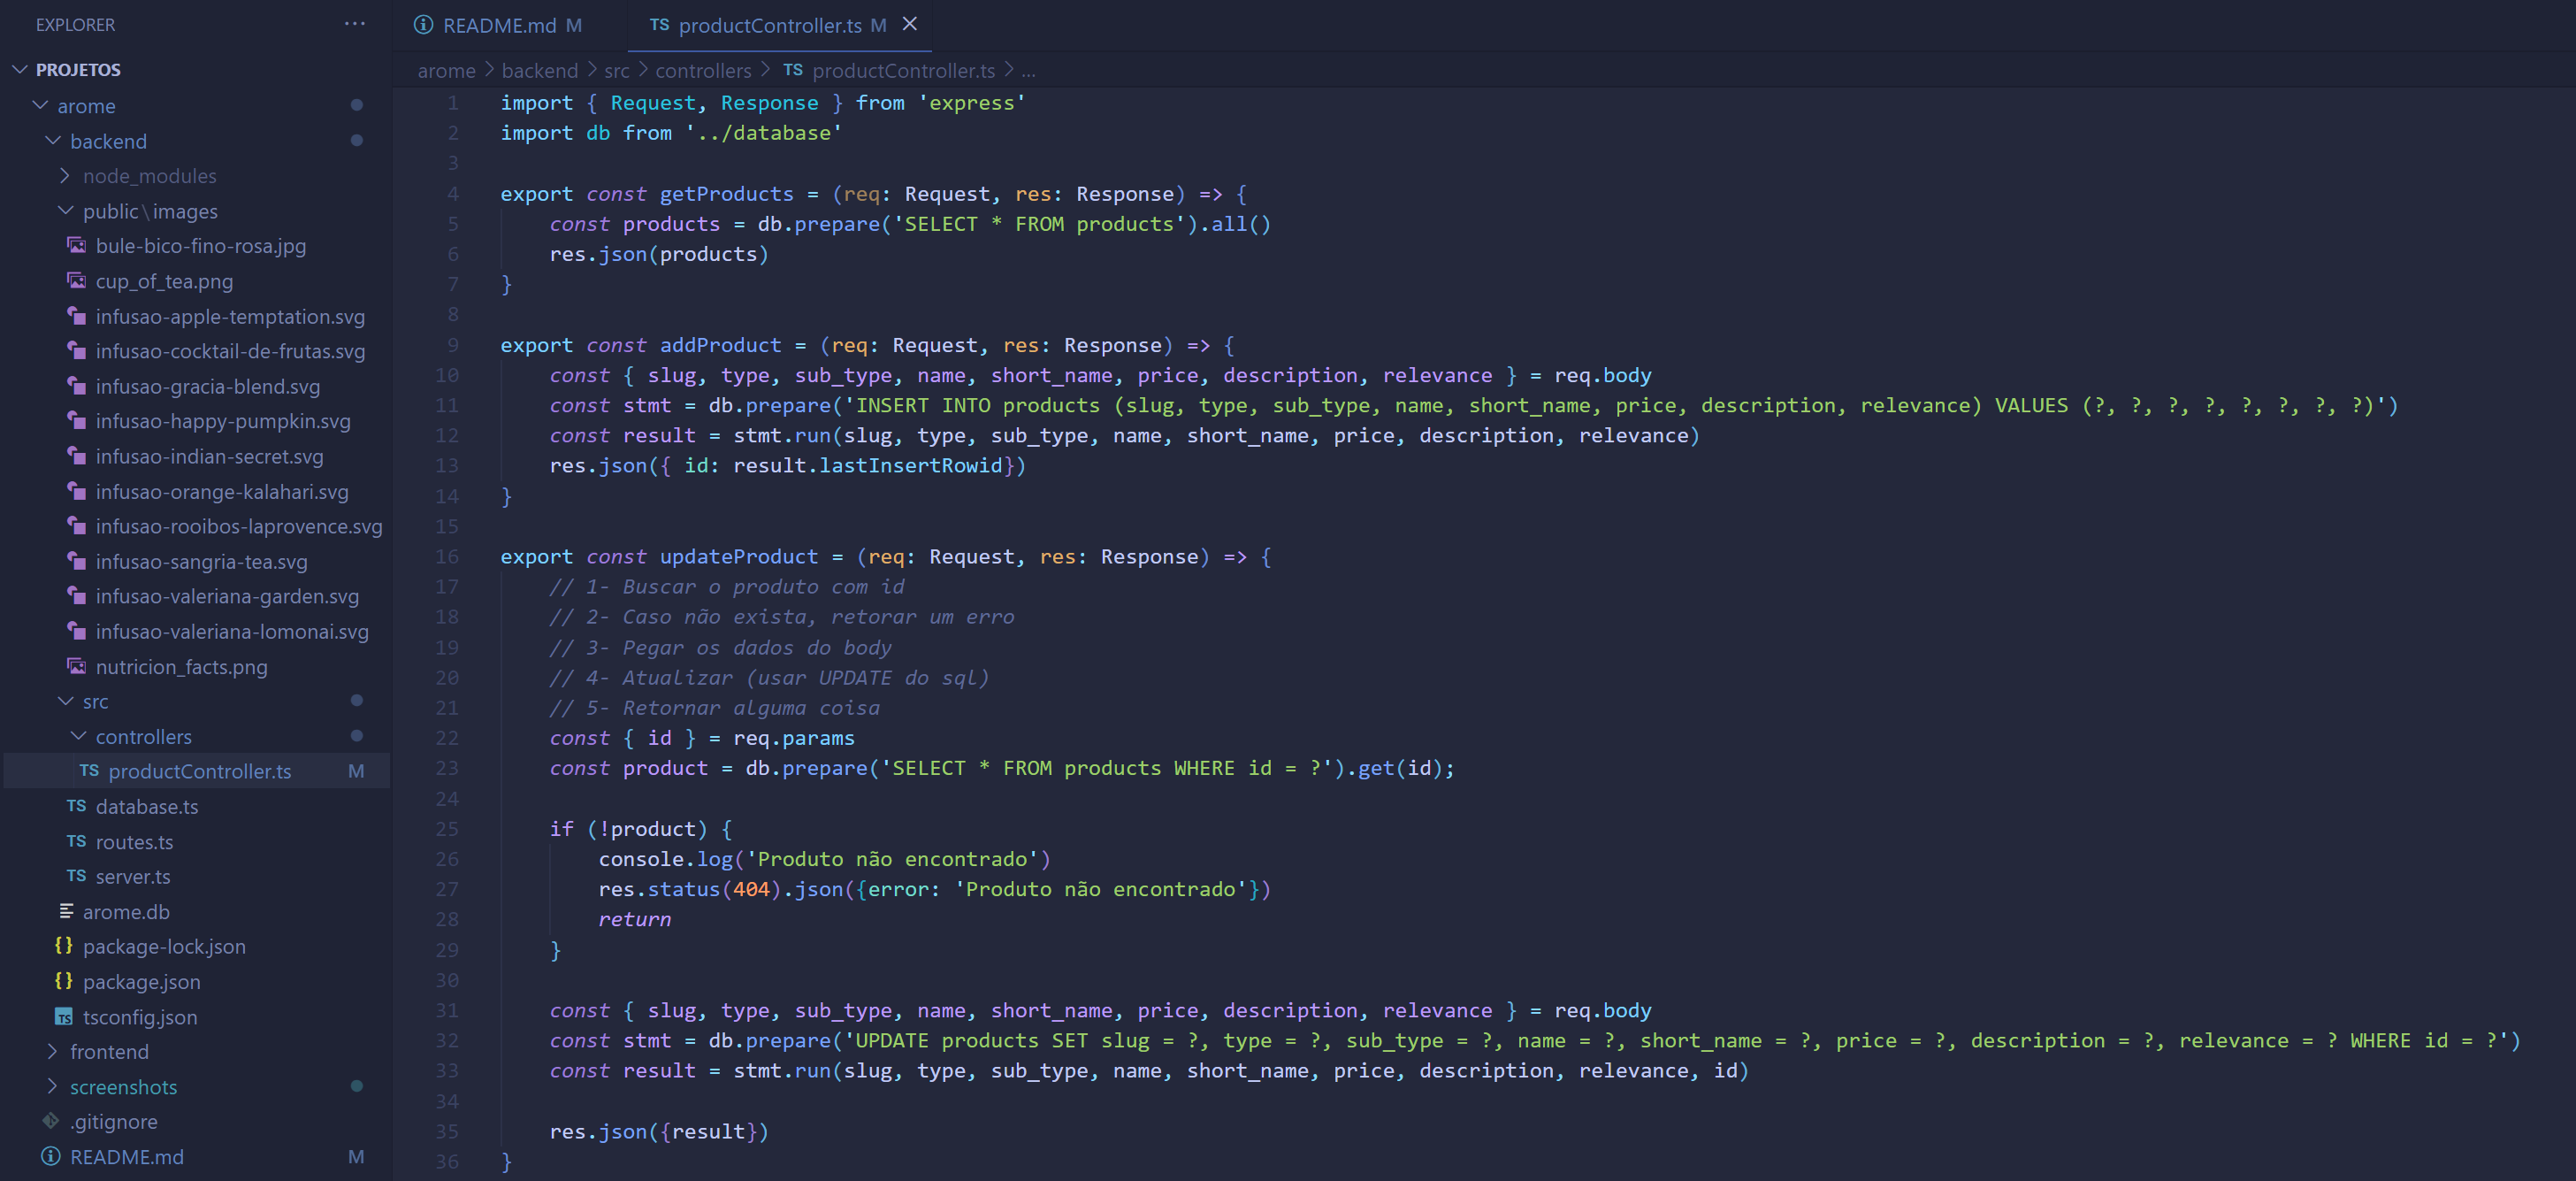 EXPLORER ...
PROJETOS
arome
backend
node_modules
public\images
bule-bico-fino-rosa.jpg
cup_of_tea.png
infusao-apple-temptation.svg
infusao-cocktail-de-frutas.svg
infusao-gracia-blend.svg
infusao-happy-pumpkin.svg
infusao-indian-secret.svg
infusao-orange-kalahari.svg
infusao-rooibos-laprovence.svg
infusao-sangria-tea.svg
infusao-valeriana-garden.svg
infusao-valeriana-lomonai.svg
nutricion_facts.png
src
controllers
TS productController.ts M
TS database.ts
TS routes.ts
TS server.ts
arome.db
{} package-lock.json
{} package.json
TS tsconfig.json
frontend
screenshots
.gitignore
README.md M
README.md M TS productController.ts M
arome > backend > src > controllers > TS productController.ts > ...
1 import { Request, Response } from 'express'
2 import db from '../database'
3
4 export const getProducts = (req: Request, res: Response) => {
5 const products = db.prepare('SELECT * FROM products').all()
6 res.json(products)
7 }
8
9 export const addProduct = (req: Request, res: Response) => {
10 const { slug, type, sub_type, name, short_name, price, description, relevance } = req.body
11 const stmt = db.prepare('INSERT INTO products (slug, type, sub_type, name, short_name, price, description, relevance) VALUES (?, ?, ?, ?, ?, ?, ?, ?)')
12 const result = stmt.run(slug, type, sub_type, name, short_name, price, description, relevance)
13 res.json({ id: result.lastInsertRowid})
14 }
15
16 export const updateProduct = (req: Request, res: Response) => {
17 // 1- Buscar o produto com id
18 // 2- Caso não exista, retorar um erro
19 // 3- Pegar os dados do body
20 // 4- Atualizar (usar UPDATE do sql)
21 // 5- Retornar alguma coisa
22 const { id } = req.params
23 const product = db.prepare('SELECT * FROM products WHERE id = ?').get(id);
24
25 if (!product) {
26 console.log('Produto não encontrado')
27 res.status(404).json({error: 'Produto não encontrado'})
28 return
29 }
30
31 const { slug, type, sub_type, name, short_name, price, description, relevance } = req.body
32 const stmt = db.prepare('UPDATE products SET slug = ?, type = ?, sub_type = ?, name = ?, short_name = ?, price = ?, description = ?, relevance = ? WHERE id = ?')
33 const result = stmt.run(slug, type, sub_type, name, short_name, price, description, relevance, id)
34
35 res.json({result})
36 }